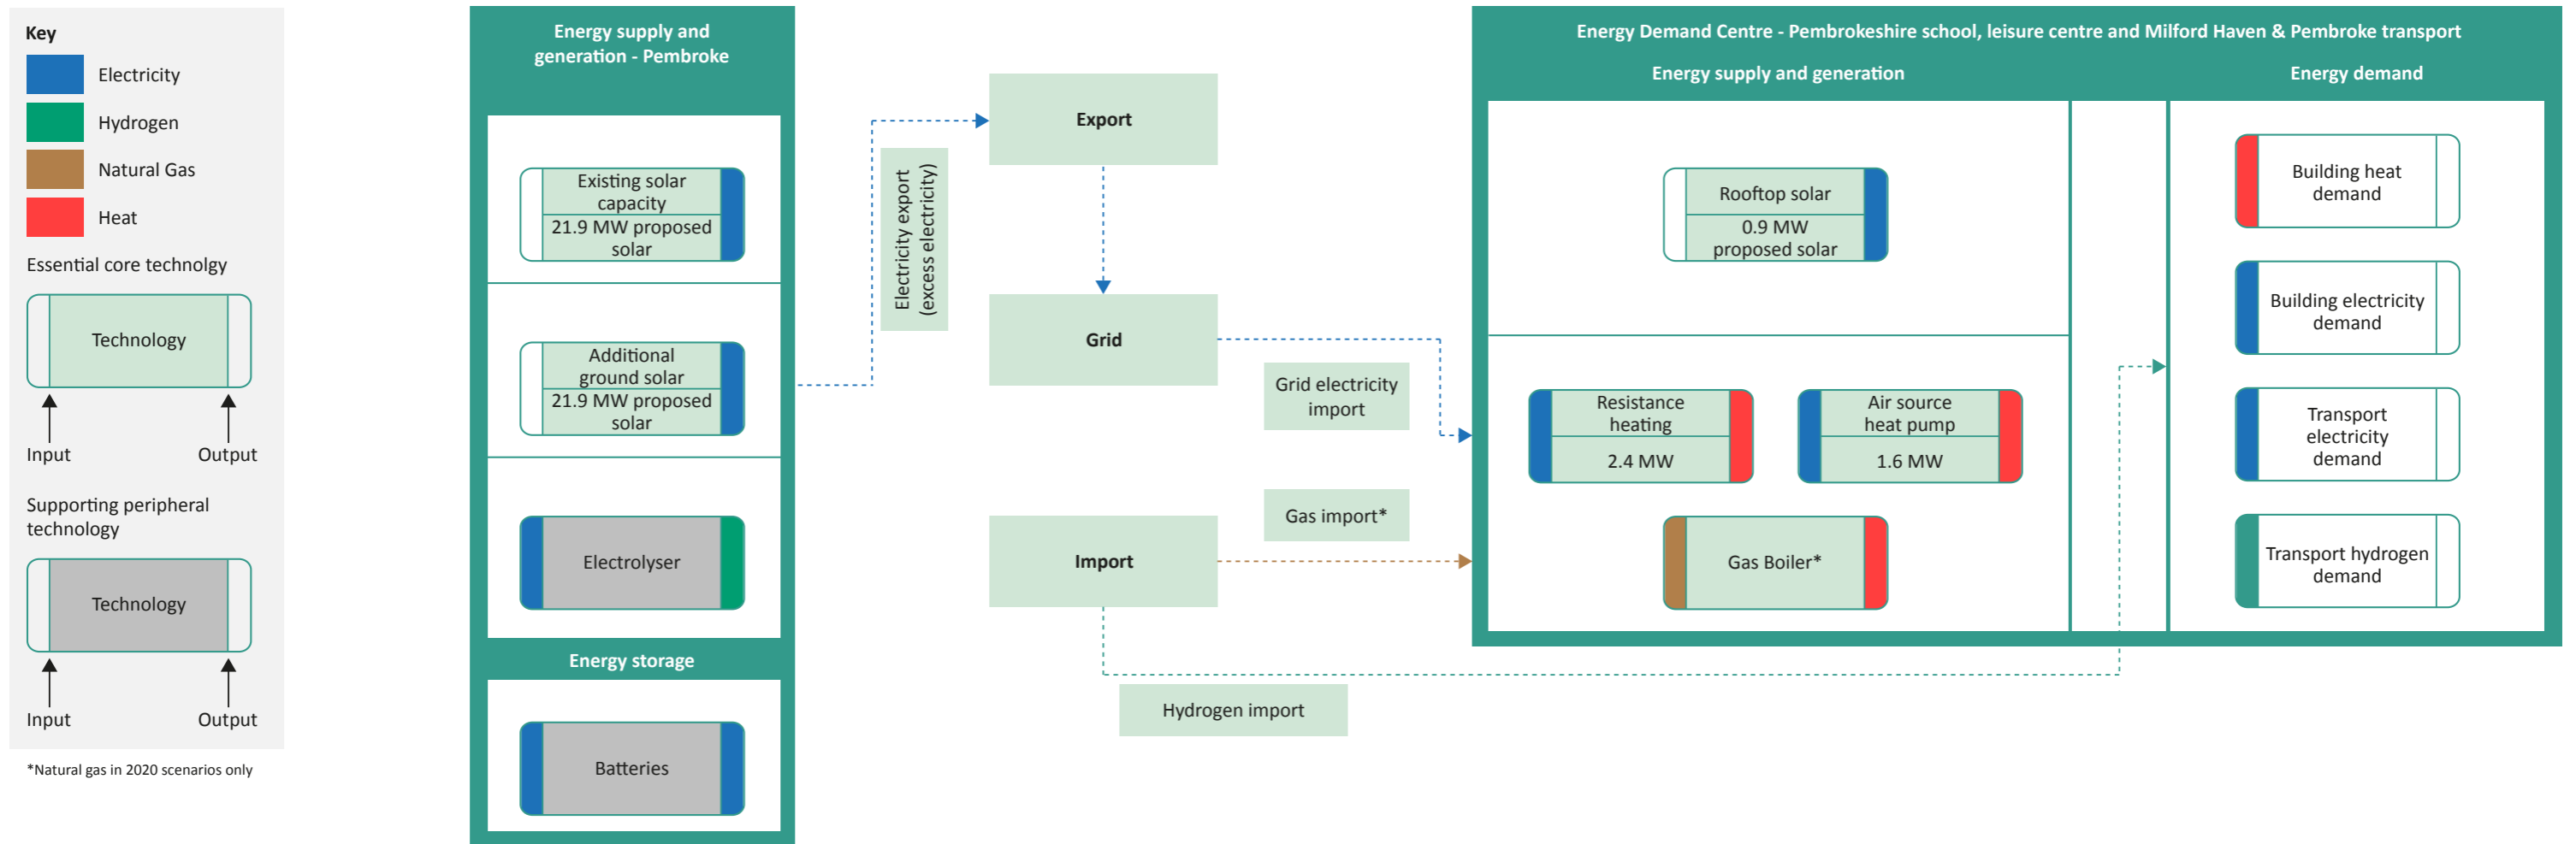 Key
Electricity
Hydrogen
Natural Gas
Heat
Essential core technolgy
Technology
Input
Output
Supporting peripheral
technology
Technology
Input
Output
*Natural gas in 2020 scenarios only
Energy supply and
generation - Pembroke
Existing solar
capacity
21.9 MW proposed
solar
Additional
ground solar
21.9 MW proposed
solar
Electrolyser
Energy storage
Batteries
Electricity export
(excess electricity)
Export
Grid
Import
Grid electricity
import
Gas import*
Hydrogen import
Energy Demand Centre - Pembrokeshire school, leisure centre and Milford Haven & Pembroke transport
Energy supply and generation
Rooftop solar
0.9 MW
proposed solar
Resistance
heating
2.4 MW
Air source
heat pump
1.6 MW
Gas Boiler*
Energy demand
Building heat
demand
Building electricity
demand
Transport
electricity
demand
Transport hydrogen
demand